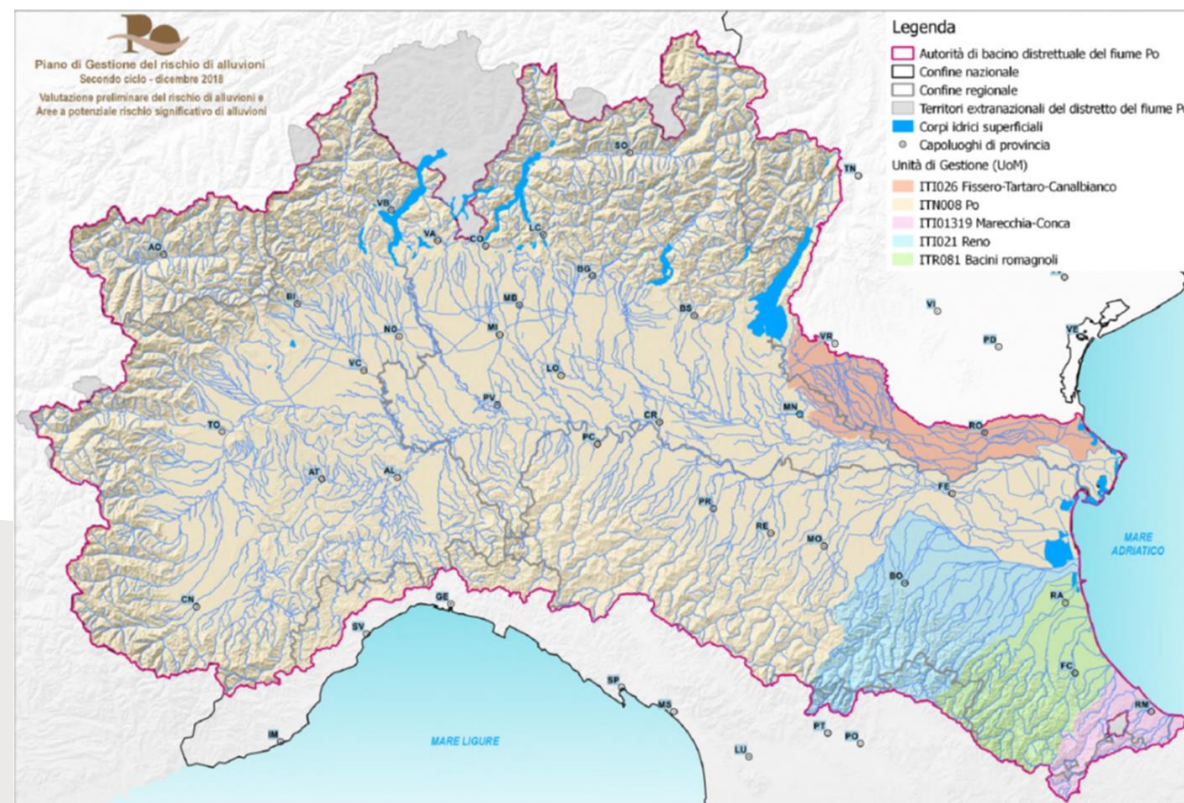 Po
Piano di Gestione del rischio di alluvioni
Secondo ciclo - dicembre 2018
Valutazione preliminare del rischio di alluvioni e
Aree a potenziale rischio significativo di alluvioni
Legenda
Autorità di bacino distrettuale del fiume Po
Confine nazionale
Confine regionale
Territori extranazionali del distretto del fiume P
Corpi idrici superficiali
Capoluoghi di provincia
Unità di Gestione (UoM)
ITI026 Fissero-Tartaro-Canalbianco
ITN008 Po
ITI01319 Marecchia-Conca
ITI021 Reno
ITR081 Bacini romagnoli
SO
TN
VB
VA
CO
LC
AO
BG
BI
MB
BS
NO
MI
VI
VR
PD
VE
VC
LO
PV
CR
MN
TO
PC
RO
AT
AL
FE
PR
RE
MO
MARE
ADRIATICO
BO
CN
GE
RA
SV
FC
SP
MS
RM
IM
MARE LIGURE
PT
PO
LU